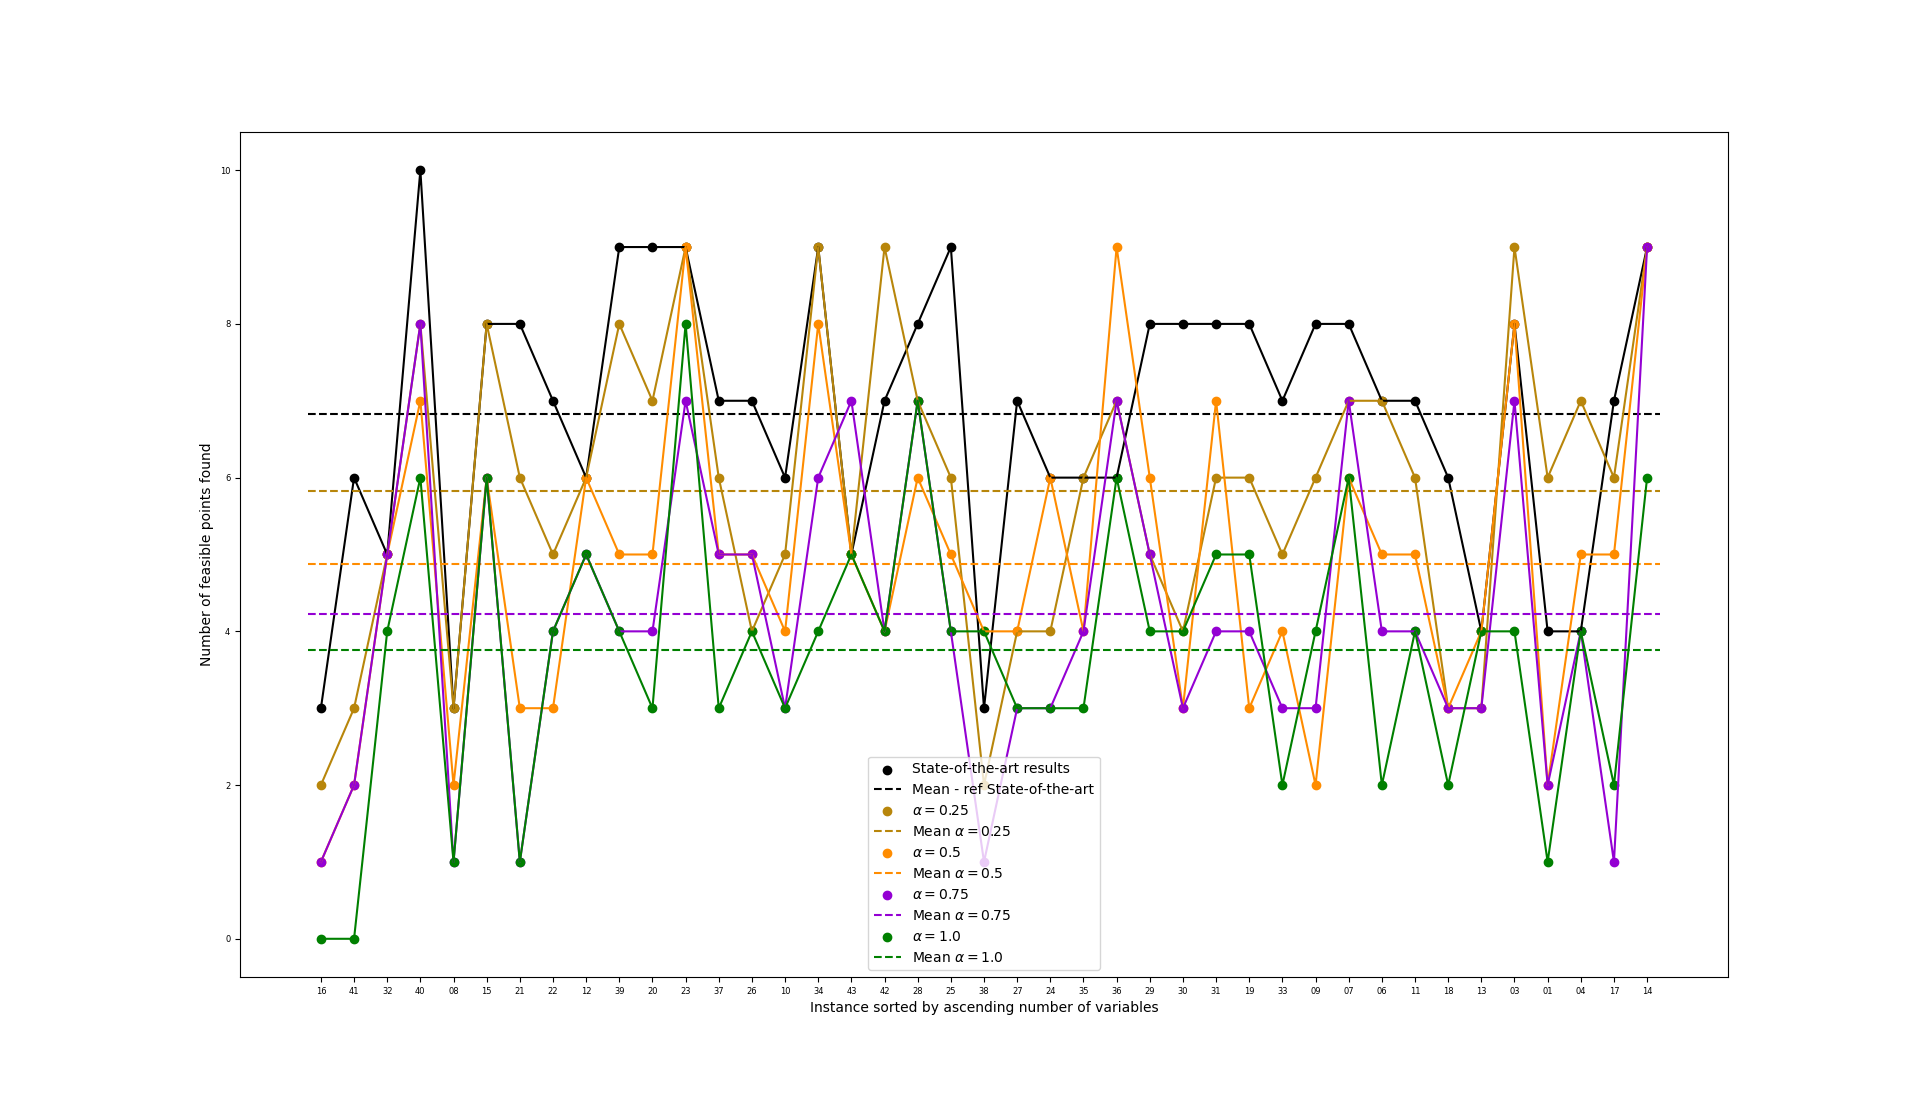 Number of feasible points found
10
8
6
4
2
0
State-of-the-art results
Mean - ref State-of-the-art
α = 0.25
Mean α = 0.25
α = 0.5
Mean α = 0.5
α = 0.75
Mean α = 0.75
α = 1.0
Mean α = 1.0
16 41 32 40 08 15 21 22 12 39 20 23 37 26 10 34 43 42 28 25 38 27 24 35 36 29 30 31 19 33 09 07 06 11 18 13 03 01 04 17 14
Instance sorted by ascending number of variables